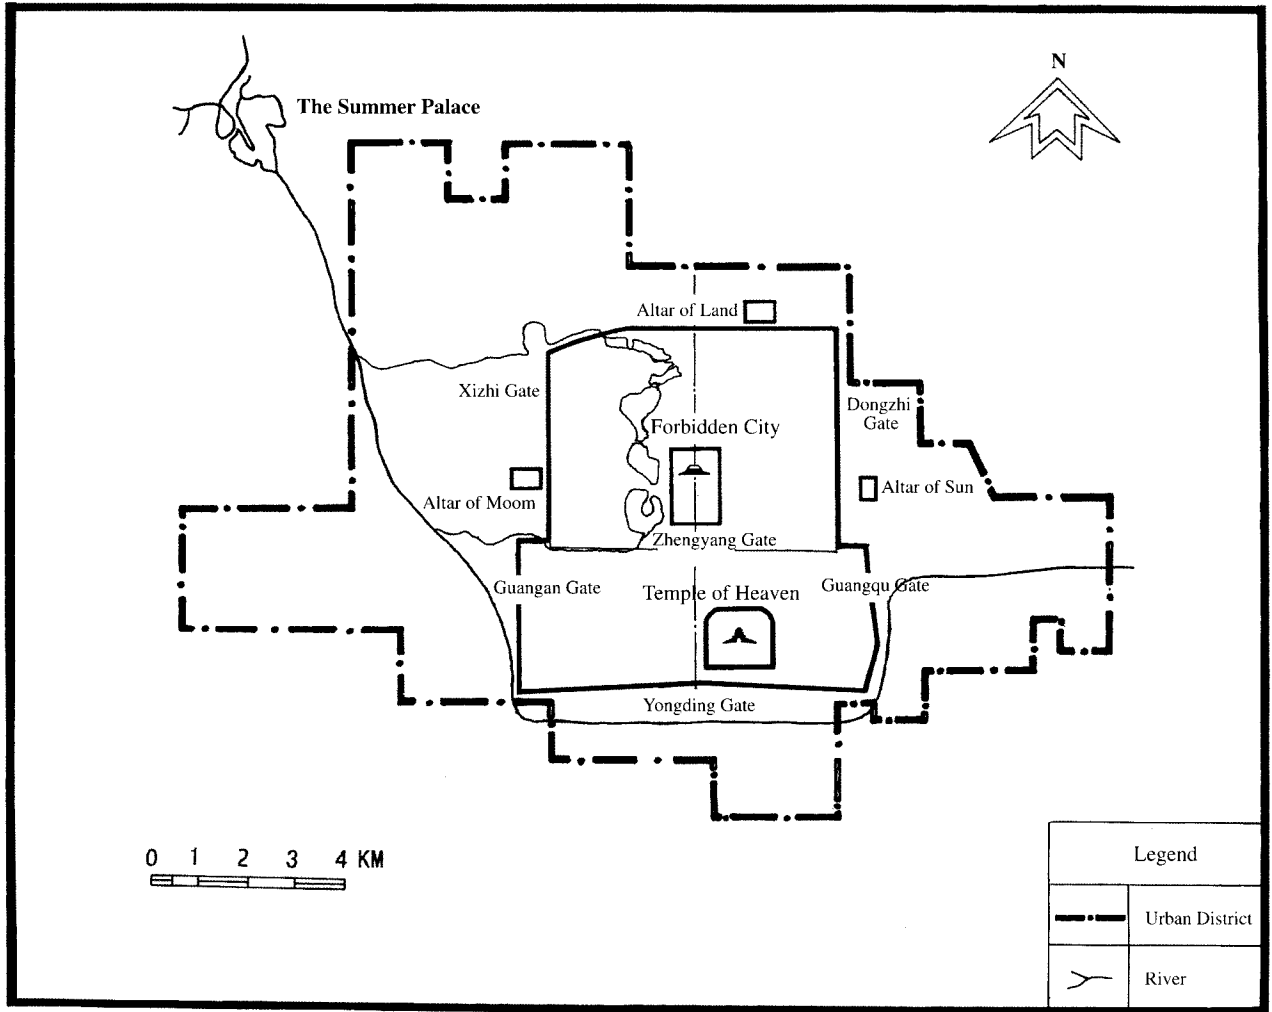 N
The Summer Palace
Altar of Land
Xizhi Gate
Dongzhi
Gate
Forbidden City
Altar of Moom
Altar of Sun
Zhengyang Gate
Guangan Gate
Temple of Heaven
Guangqu Gate
Yongding Gate
0 1 2 3 4 KM
Legend
Urban District
River